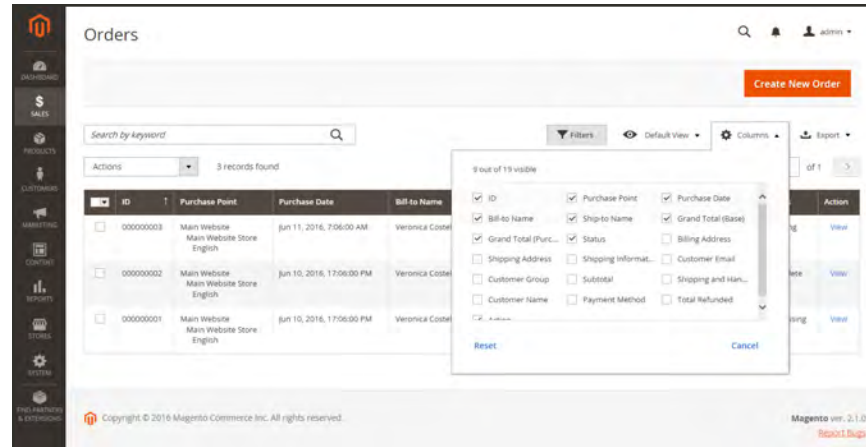 Orders
admin
DASHBOARD
SALES
PRODUCTS
CUSTOMERS
MARKETING
CONTENT
REPORTS
STORES
SYSTEM
FIND PARTNERS
& EXTENSIONS
Create New Order
Search by keyword
Filters
Default View
Columns
Export
Actions
3 records found
of 1
9 out of 19 visible
ID
Purchase Point
Purchase Date
Bill-to Name
Ship-to Name
Grand Total (Base)
Grand Total (Purc...
Status
Billing Address
Shipping Address
Shipping Informat...
Customer Email
Customer Group
Subtotal
Shipping and Han...
Customer Name
Payment Method
Total Refunded
Action
Reset
Cancel
ID Purchase Point Purchase Date Bill-to Name Action
000000003 Main Website Jun 11, 2016, 7:06:00 AM Veronica Costel View
Main Website Store
English
000000002 Main Website Jun 10, 2016, 17:06:00 PM Veronica Costel View
Main Website Store
English
000000001 Main Website Jun 10, 2016, 17:06:00 PM Veronica Costel View
Main Website Store
English
Copyright © 2016 Magento Commerce Inc. All rights reserved.
Magento ver. 2.1.0
Report Bugs